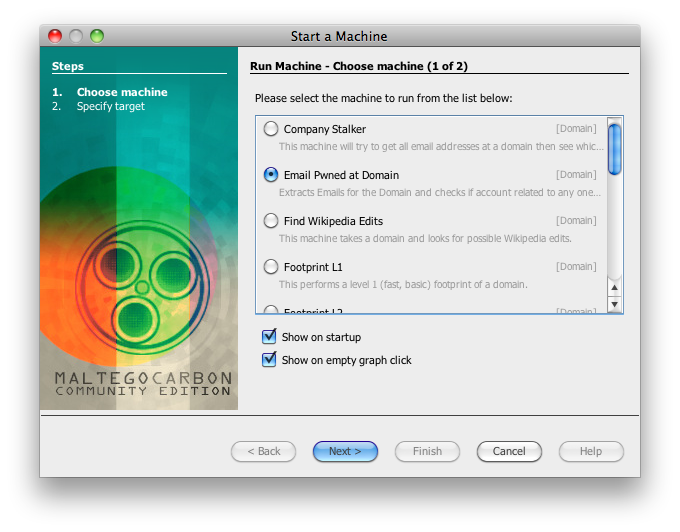 Start a Machine
Steps
1. Choose machine
2. Specify target
MALTEGOCARBON
COMMUNITY EDITION
Run Machine - Choose machine (1 of 2)
Please select the machine to run from the list below:
Company Stalker [Domain]
This machine will try to get all email addresses at a domain then see whic...
Email Pwned at Domain [Domain]
Extracts Emails for the Domain and checks if account related to any one...
Find Wikipedia Edits [Domain]
This machine takes a domain and looks for possible Wikipedia edits.
Footprint L1 [Domain]
This performs a level 1 (fast, basic) footprint of a domain.
Footprint L2 [Domain]
Show on startup
Show on empty graph click
< Back Next > Finish Cancel Help